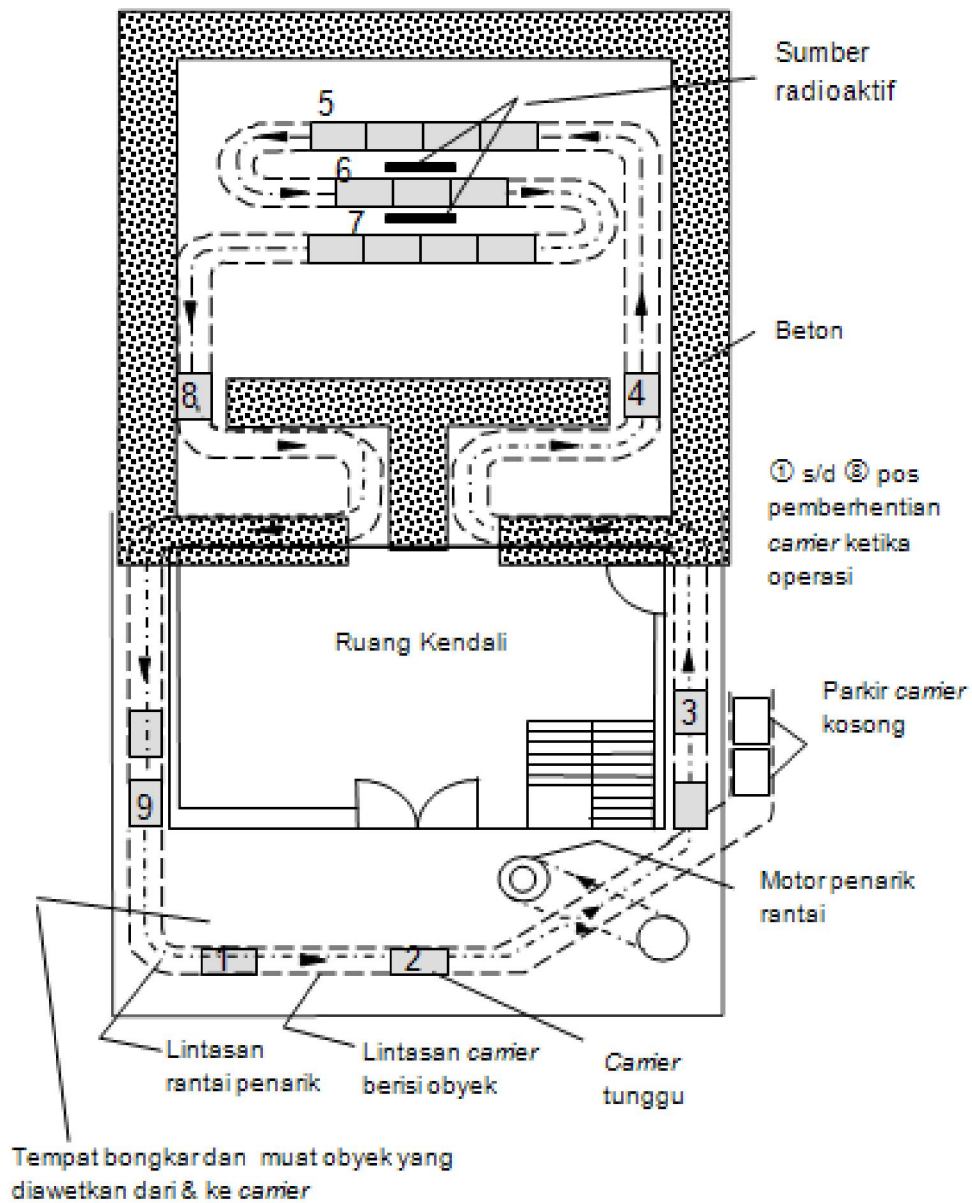 Sumber
radioaktif
5
6
7
Beton
8
4
① s/d ⑧ pos
pemberhentian
carrier ketika
operasi
Ruang Kendali
Parkir carrier
kosong
3
9
Motor penarik
rantai
1
2
Lintasan
rantai penarik
Lintasan carrier
berisi obyek
Carrier
tunggu
Tempat bongkar dan muat obyek yang
diawetkan dari & ke carrier